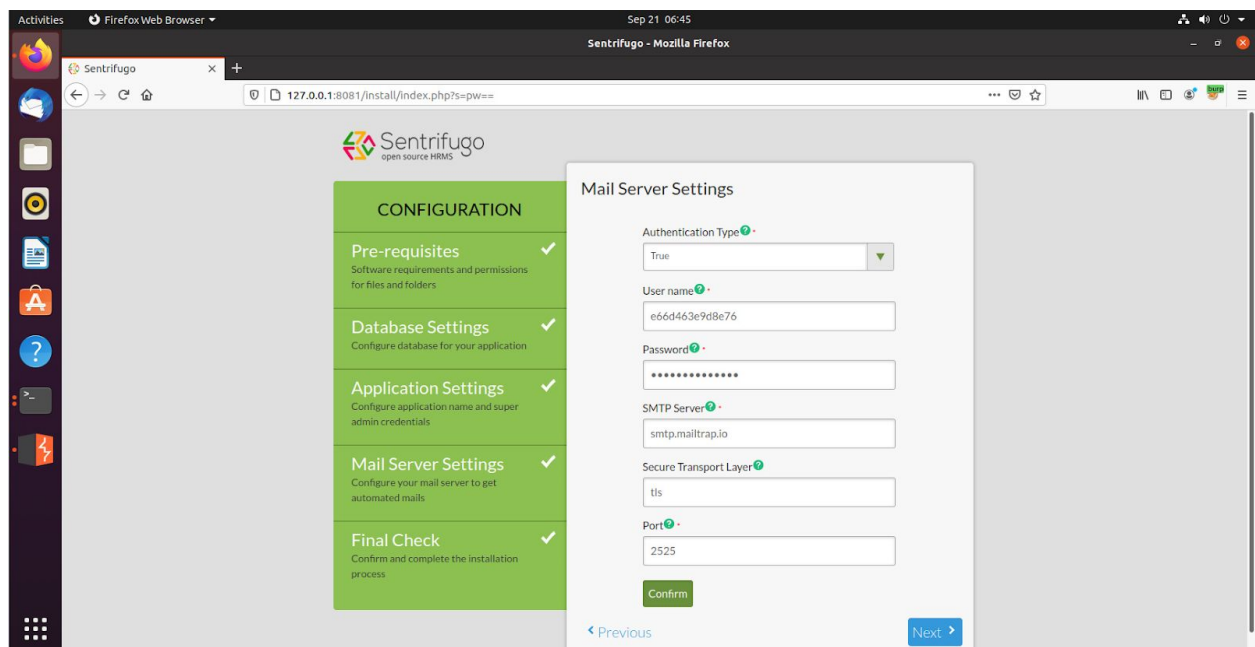 Activities
Firefox Web Browser
Sep 21 06:45
Sentrifugo - Mozilla Firefox
Sentrifugo
127.0.0.1:8081/install/index.php?s=pw==
burp
Sentrifugo
open source HRMS
CONFIGURATION
Pre-requisites
Software requirements and permissions
for files and folders
Database Settings
Configure database for your application
Application Settings
Configure application name and super
admin credentials
Mail Server Settings
Configure your mail server to get
automated mails
Final Check
Confirm and complete the installation
process
Mail Server Settings
Authentication Type
True
User name
e66d463e9d8e76
Password
••••••••••••••
SMTP Server
smtp.mailtrap.io
Secure Transport Layer
tls
Port
2525
Confirm
Previous
Next